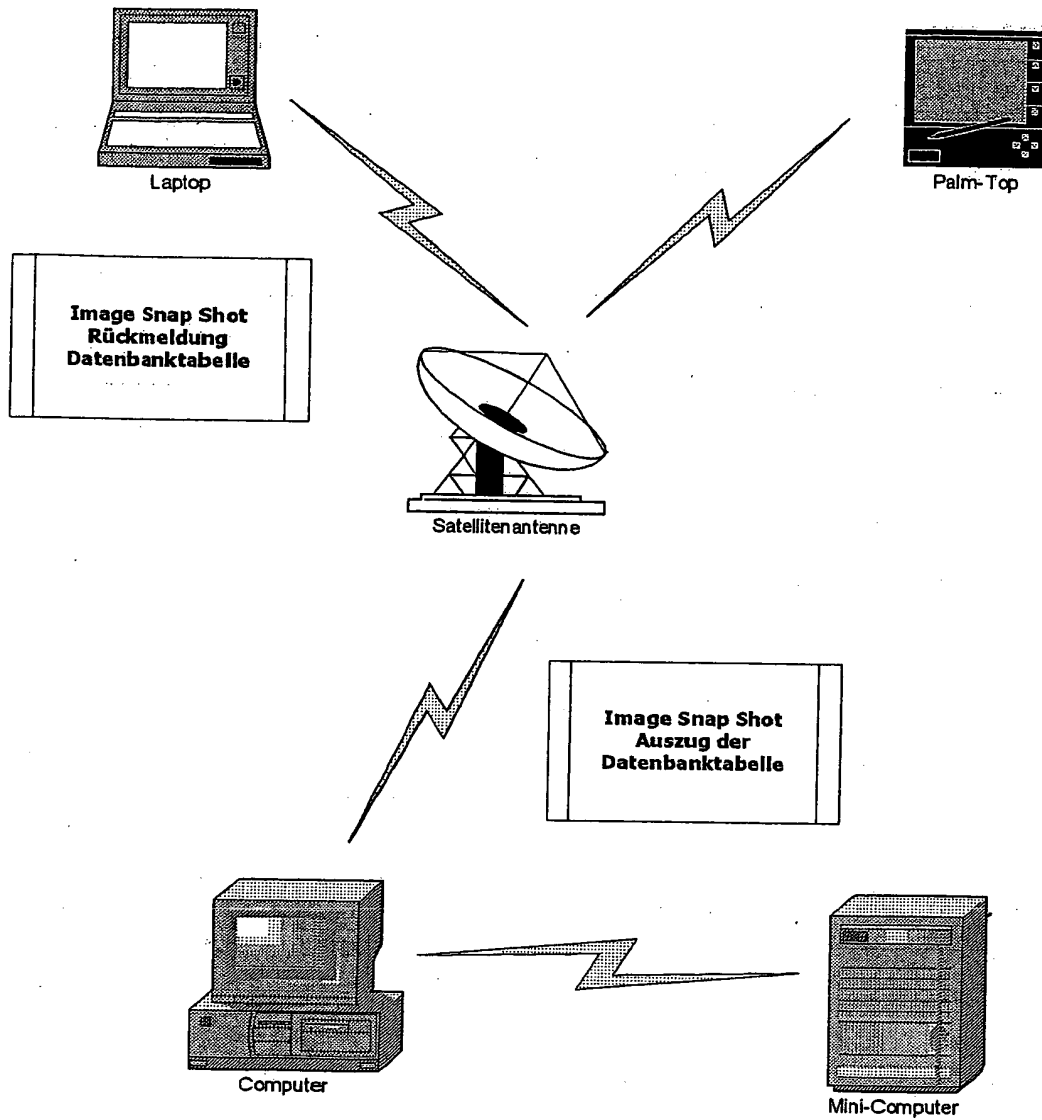 Laptop
Palm-Top
Image Snap Shot
Rückmeldung
Datenbanktabelle
Satellitenantenne
Image Snap Shot
Auszug der
Datenbanktabelle
Computer
Mini-Computer